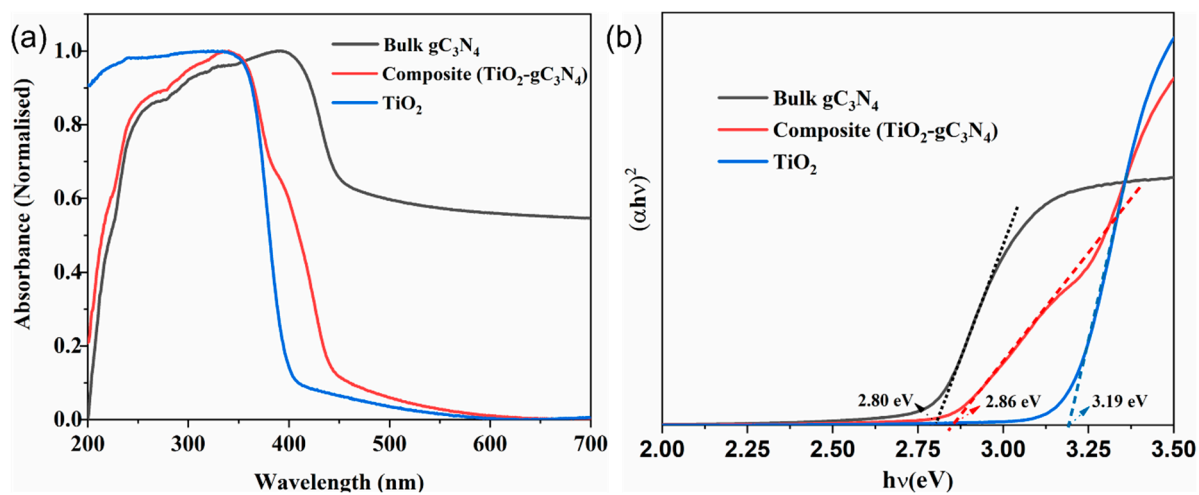 (a)
Bulk gC₃N₄
Composite (TiO₂-gC₃N₄)
TiO₂
Absorbance (Normalised)
1.0
0.8
0.6
0.4
0.2
0.0
200 300 400 500 600 700
Wavelength (nm)
(b)
Bulk gC₃N₄
Composite (TiO₂-gC₃N₄)
TiO₂
(αhν)²
2.80 eV
2.86 eV
3.19 eV
2.00 2.25 2.50 2.75 3.00 3.25 3.50
hν(eV)